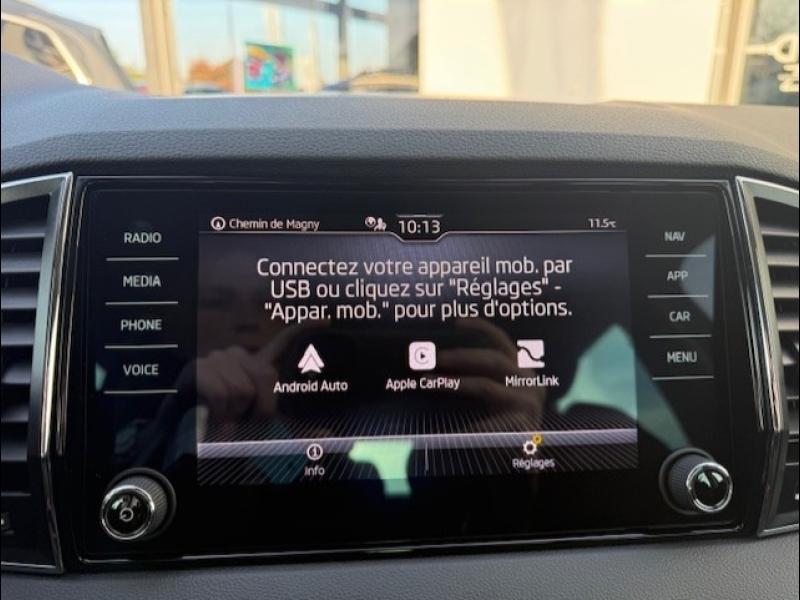 Chemin de Magny 10:13 11.5°C
RADIO
MEDIA
PHONE
VOICE
Connectez votre appareil mob. par
USB ou cliquez sur "Réglages" -
"Appar. mob." pour plus d'options.
Android Auto Apple CarPlay MirrorLink
Info Réglages
NAV
APP
CAR
MENU